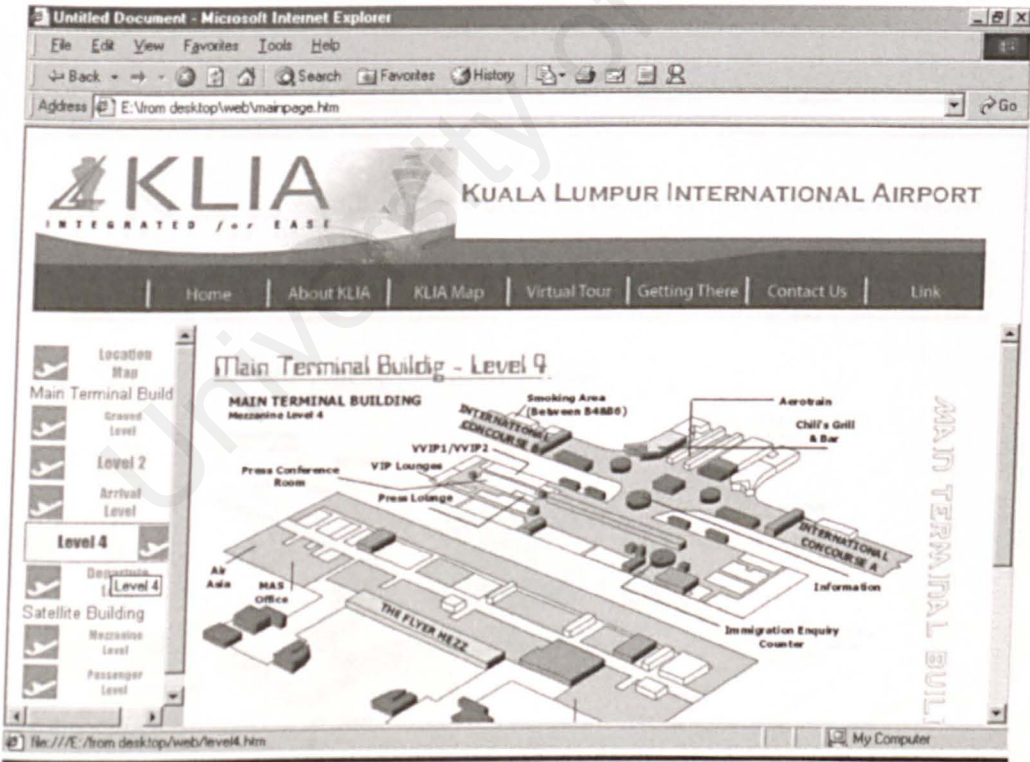 Untitled Document - Microsoft Internet Explorer
File Edit View Favorites Tools Help
Back Search Favorites History
Address E:\from desktop\web\mainpage.htm Go
KLIA
INTEGRATED for EASE
KUALA LUMPUR INTERNATIONAL AIRPORT
Home About KLIA KLIA Map Virtual Tour Getting There Contact Us Link
Location
Map
Main Terminal Build
Ground
Level
Level 2
Arrival
Level
Level 4
Departure
Level 4
Satellite Building
Mezzanine
Level
Passenger
Level
Main Terminal Buildig - Level 4
MAIN TERMINAL BUILDING
Mezzanine Level 4
Smoking Area
(Between B4&B6)
Aerotrain
Chili's Grill
& Bar
INTERNATIONAL
CONCOURSE B
VVIP1/VVIP2
VIP Lounges
Press Conference
Room
Press Lounge
INTERNATIONAL
CONCOURSE A
Information
Immigration Enquiry
Counter
Air
Asia
MAS
Office
THE FLYER MEZZ
MAIN TERMINAL BUILI
file:///E:/from desktop/web/level4.htm
My Computer
University of